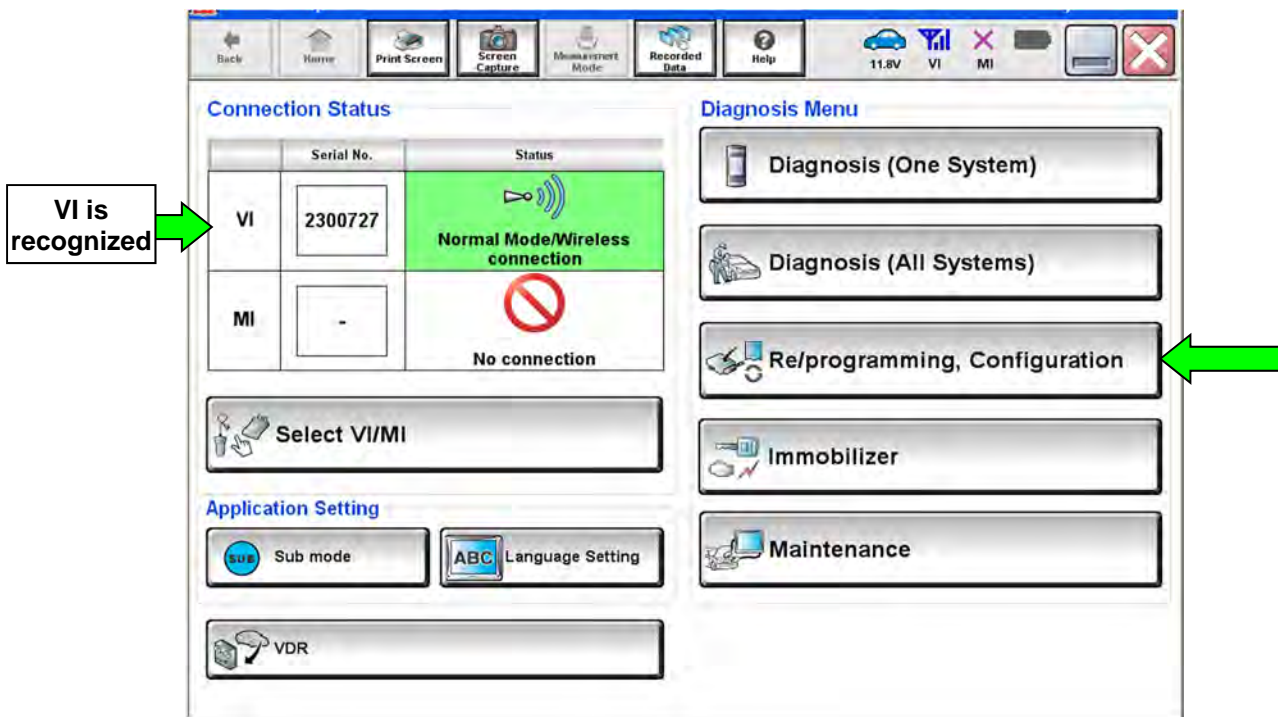 Back
Home
Print Screen
Screen
Capture
Measurement
Mode
Recorded
Data
Help
11.8V
VI
MI
Connection Status
Serial No.
Status
VI
2300727
Normal Mode/Wireless
connection
MI
-
No connection
VI is
recognized
Select VI/MI
Application Setting
SUB
Sub mode
ABC
Language Setting
VDR
Diagnosis Menu
Diagnosis (One System)
Diagnosis (All Systems)
Re/programming, Configuration
Immobilizer
Maintenance